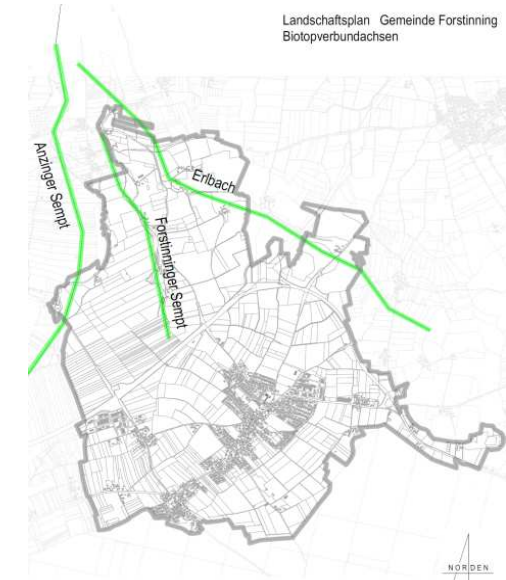 Landschaftsplan Gemeinde Forstinning
Biotopverbundachsen
Anzinger Sempt
Erlbach
Forstinninger Sempt
NORDEN